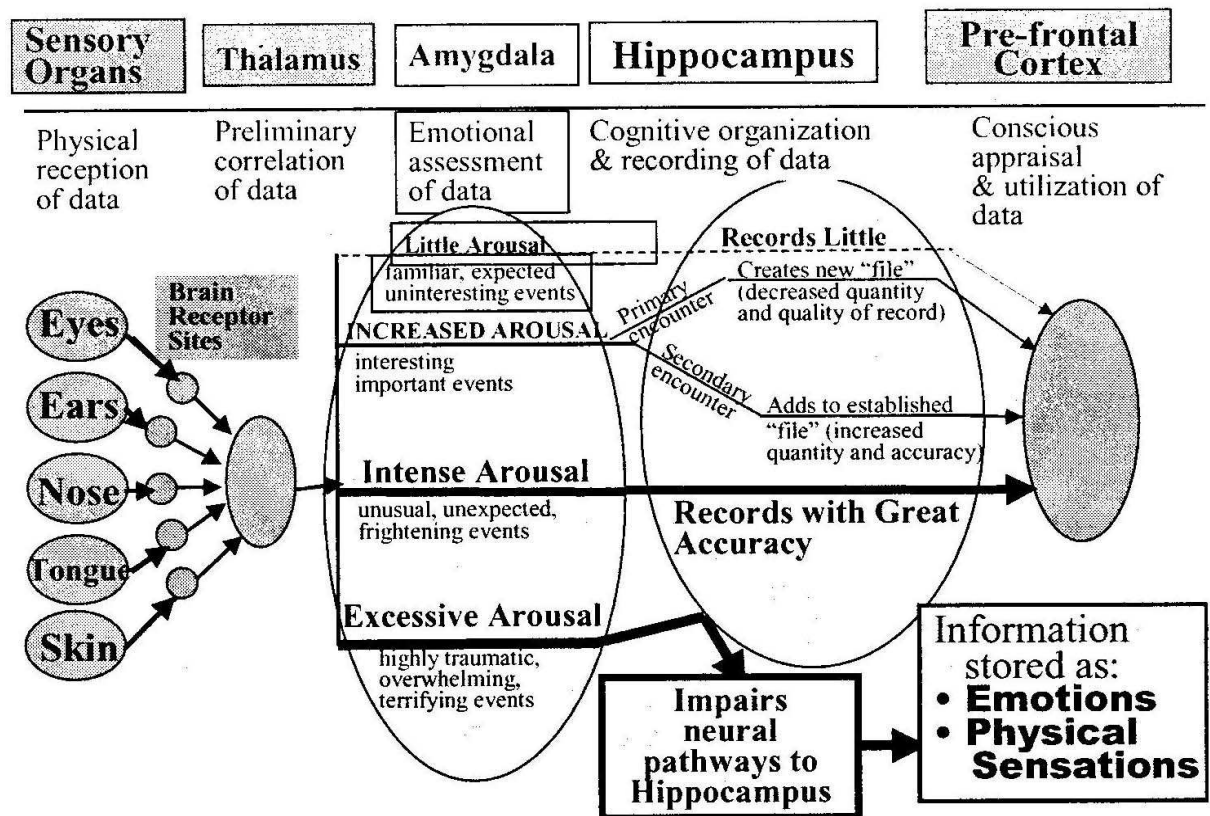 Sensory
Organs
Thalamus
Amygdala
Hippocampus
Pre-frontal
Cortex
Physical
reception
of data
Preliminary
correlation
of data
Emotional
assessment
of data
Cognitive organization
& recording of data
Conscious
appraisal
& utilization of
data
Brain
Receptor
Sites
Eyes
Ears
Nose
Tongue
Skin
Little Arousal
familiar, expected
uninteresting events
INCREASED AROUSAL
interesting
important events
Intense Arousal
unusual, unexpected,
frightening events
Excessive Arousal
highly traumatic,
overwhelming,
terrifying events
Records Little
Primary
encounter
Creates new “file”
(decreased quantity
and quality of record)
Secondary
encounter
Adds to established
“file” (increased
quantity and accuracy)
Records with Great
Accuracy
Impairs
neural
pathways to
Hippocampus
Information
stored as:
• Emotions
• Physical
Sensations